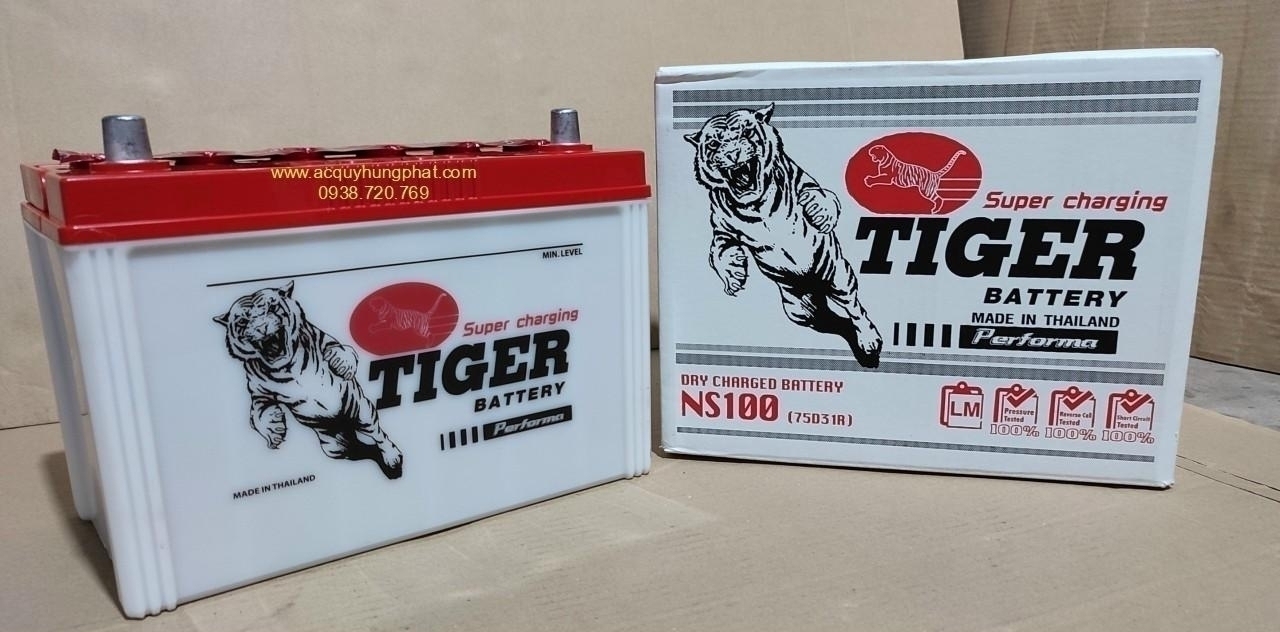 www.acquyhungphat.com
0938.720.769
MIN. LEVEL
Super charging
TIGER
BATTERY
Performa
MADE IN THAILAND
Super charging
TIGER
BATTERY
MADE IN THAILAND
Performa
DRY CHARGED BATTERY
NS100 (75D31R)
LM
Pressure
Tested
100%
Reverse Cell
Tested
100%
Short Circuit
Tested
100%